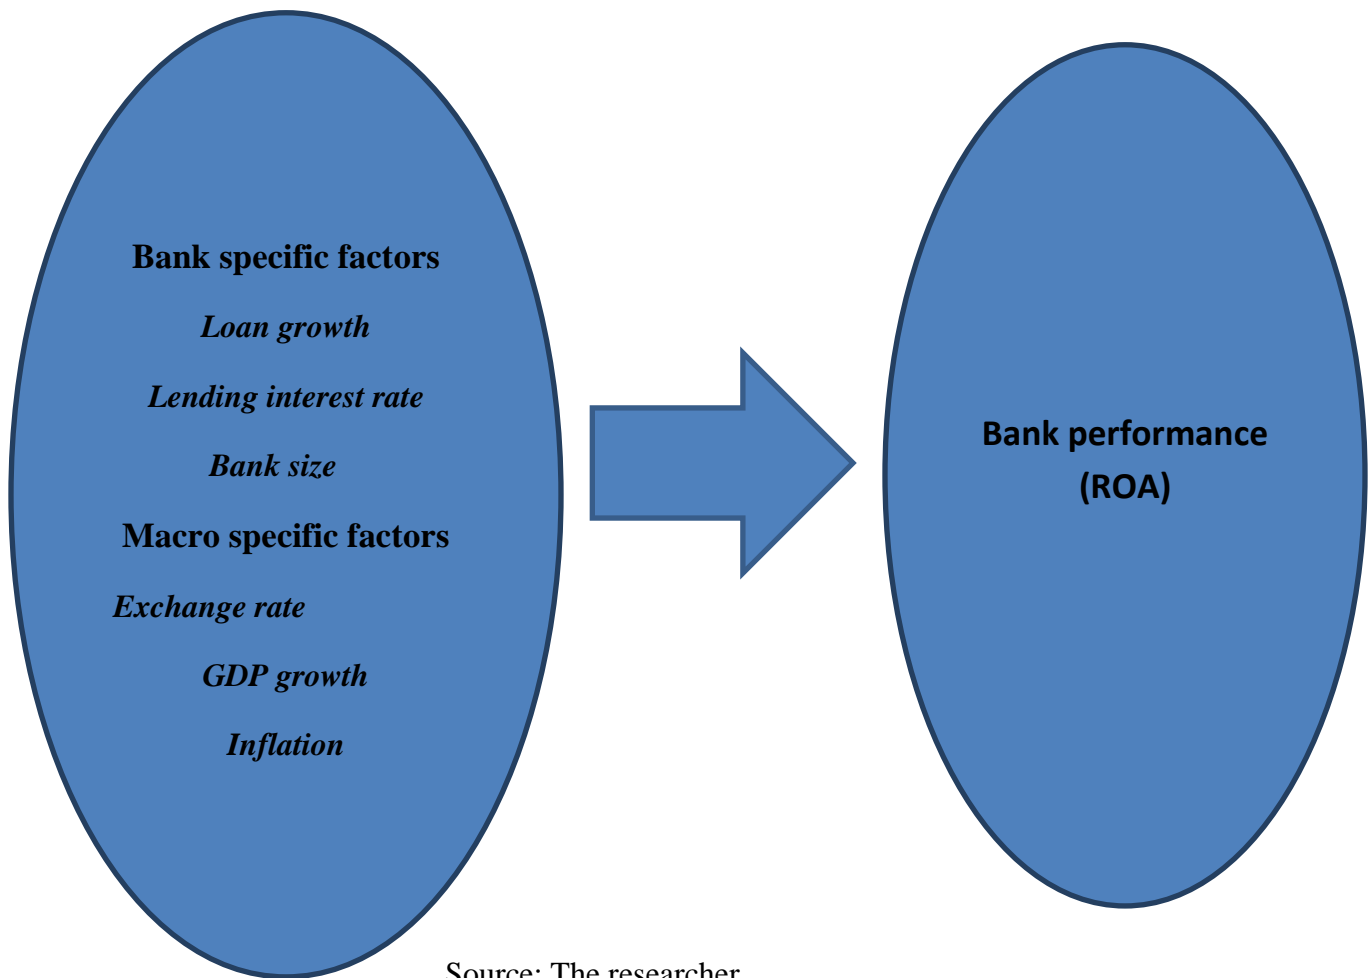 Bank specific factors
Loan growth
Lending interest rate
Bank size
Macro specific factors
Exchange rate
GDP growth
Inflation
Bank performance
(ROA)
Source: The researcher